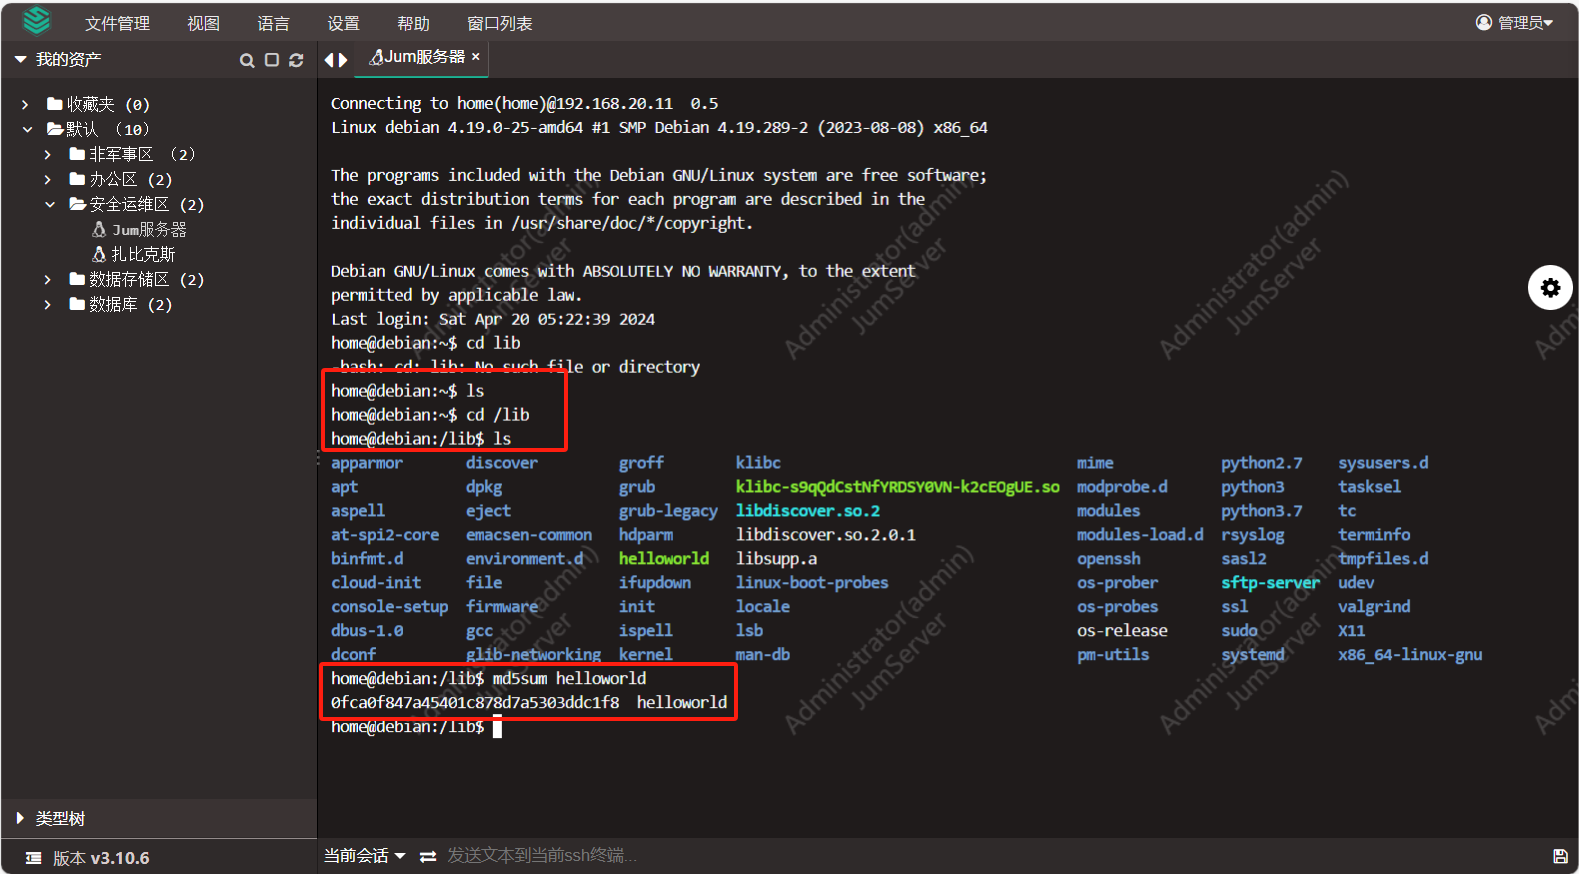 文件管理 视图 语言 设置 帮助 窗口列表 管理员
我的资产
Jum服务器 ×
收藏夹 (0)
默认 (10)
非军事区 (2)
办公区 (2)
安全运维区 (2)
Jum服务器
扎比克斯
数据存储区 (2)
数据库 (2)
类型树
版本 v3.10.6
Connecting to home(home)@192.168.20.11  0.5
Linux debian 4.19.0-25-amd64 #1 SMP Debian 4.19.289-2 (2023-08-08) x86_64
The programs included with the Debian GNU/Linux system are free software;
the exact distribution terms for each program are described in the
individual files in /usr/share/doc/*/copyright.
Debian GNU/Linux comes with ABSOLUTELY NO WARRANTY, to the extent
permitted by applicable law.
Last login: Sat Apr 20 05:22:39 2024
home@debian:~$ cd lib
-bash: cd: lib: No such file or directory
home@debian:~$ ls
home@debian:~$ cd /lib
home@debian:/lib$ ls
apparmor discover groff klibc mime python2.7 sysusers.d
apt dpkg grub klibc-s9qQdCstNfYRDSY0VN-k2cEOgUE.so modprobe.d python3 tasksel
aspell eject grub-legacy libdiscover.so.2 modules python3.7 tc
at-spi2-core emacsen-common hdparm libdiscover.so.2.0.1 modules-load.d rsyslog terminfo
binfmt.d environment.d helloworld libsupp.a openssh sasl2 tmpfiles.d
cloud-init file ifupdown linux-boot-probes os-prober sftp-server udev
console-setup firmware init locale os-probes ssl valgrind
dbus-1.0 gcc ispell lsb os-release sudo X11
dconf glib-networking kernel man-db pm-utils systemd x86_64-linux-gnu
home@debian:/lib$ md5sum helloworld
0fca0f847a45401c878d7a5303ddc1f8  helloworld
home@debian:/lib$
当前会话 发送文本到当前ssh终端...
Administrator(admin)
JumServer
Administrator(admin)
JumServer
Administrator(admin)
JumServer
Administrator(admin)
JumServer
Administrator(admin)
JumServer
Administrator(admin)
JumServer